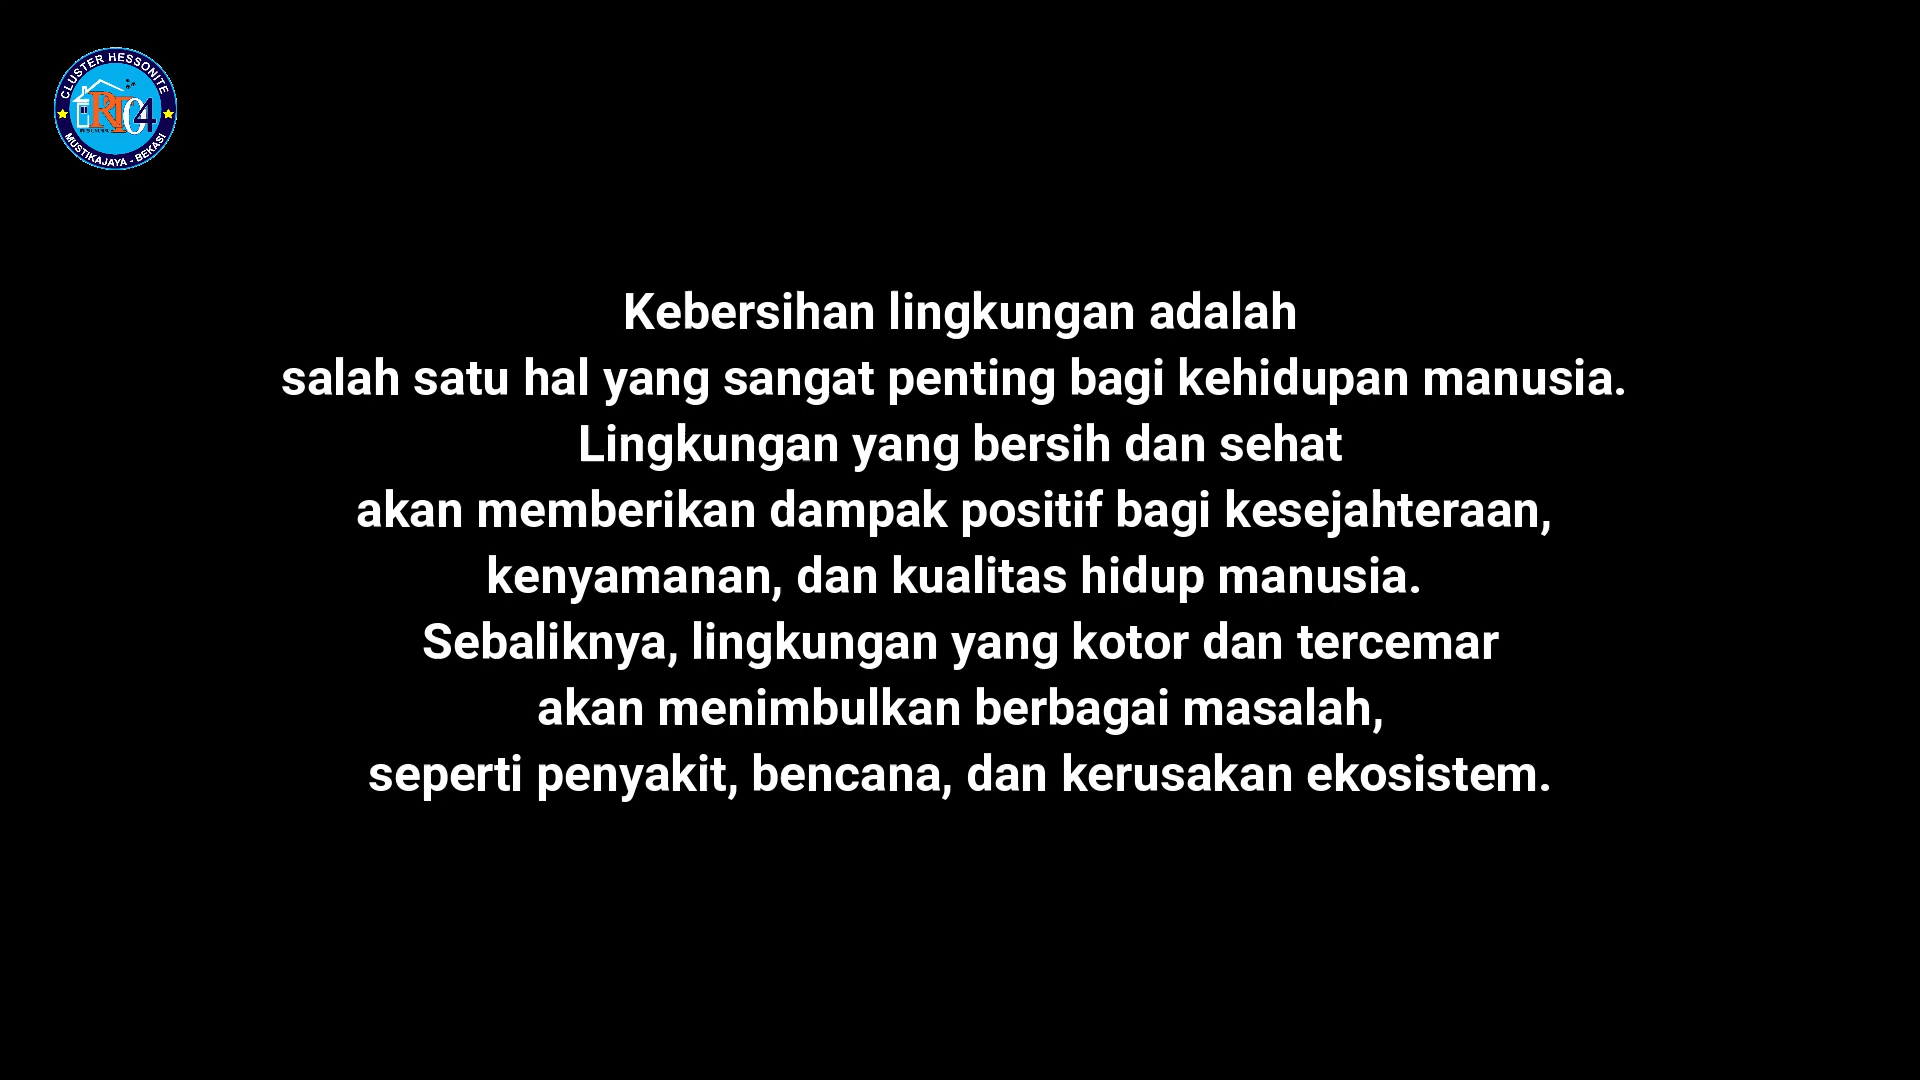 CLUSTER HESSONITE
RT 04
MUSTIKAJAYA - BEKASI
Kebersihan lingkungan adalah
salah satu hal yang sangat penting bagi kehidupan manusia.
Lingkungan yang bersih dan sehat
akan memberikan dampak positif bagi kesejahteraan,
kenyamanan, dan kualitas hidup manusia.
Sebaliknya, lingkungan yang kotor dan tercemar
akan menimbulkan berbagai masalah,
seperti penyakit, bencana, dan kerusakan ekosistem.